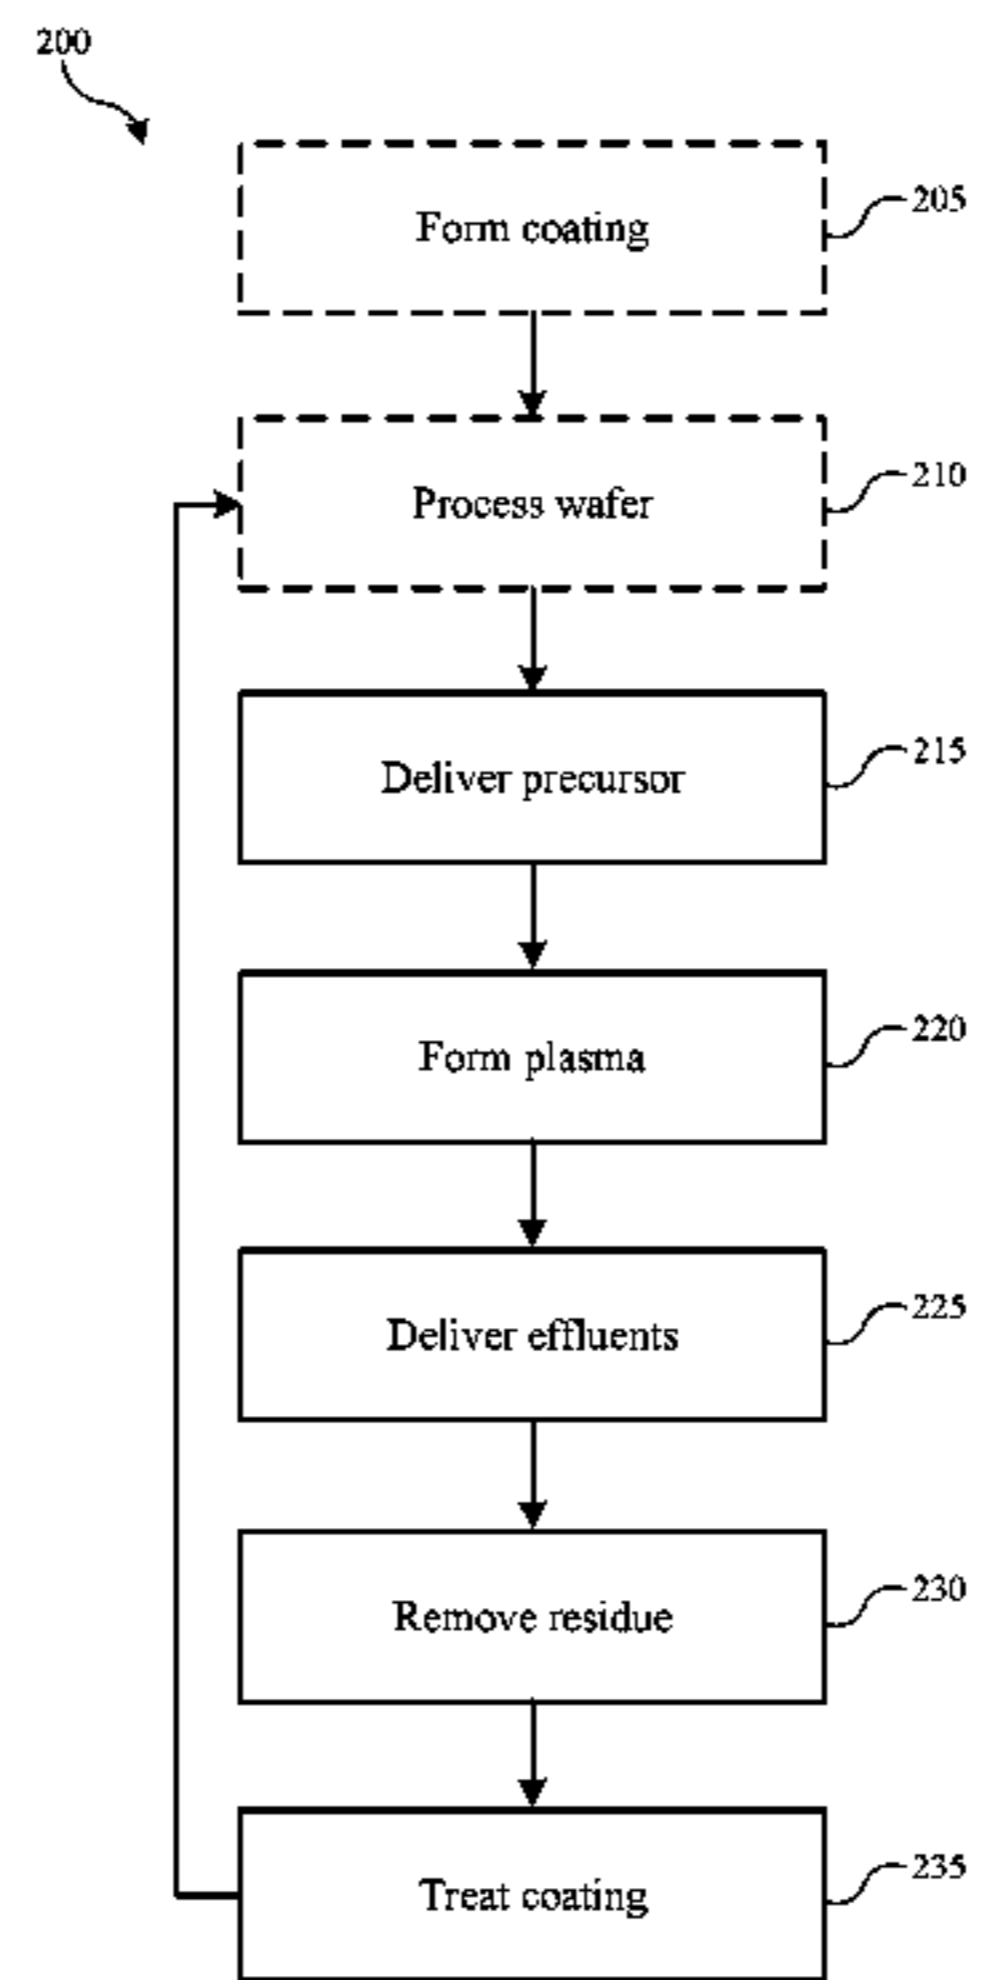 200
Form coating
205
Process wafer
210
Deliver precursor
215
Form plasma
220
Deliver effluents
225
Remove residue
230
Treat coating
235